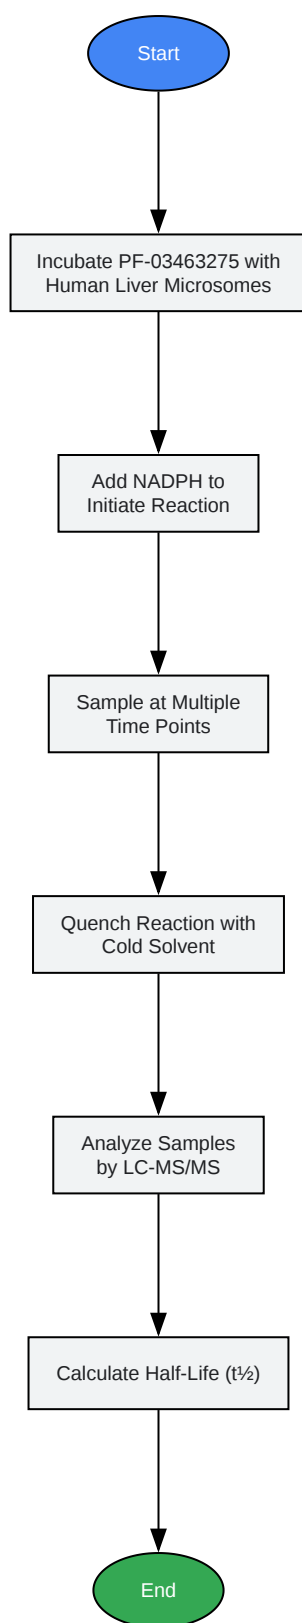 Start
Incubate PF-03463275 with
Human Liver Microsomes
Add NADPH to
Initiate Reaction
Sample at Multiple
Time Points
Quench Reaction with
Cold Solvent
Analyze Samples
by LC-MS/MS
Calculate Half-Life (t½)
End